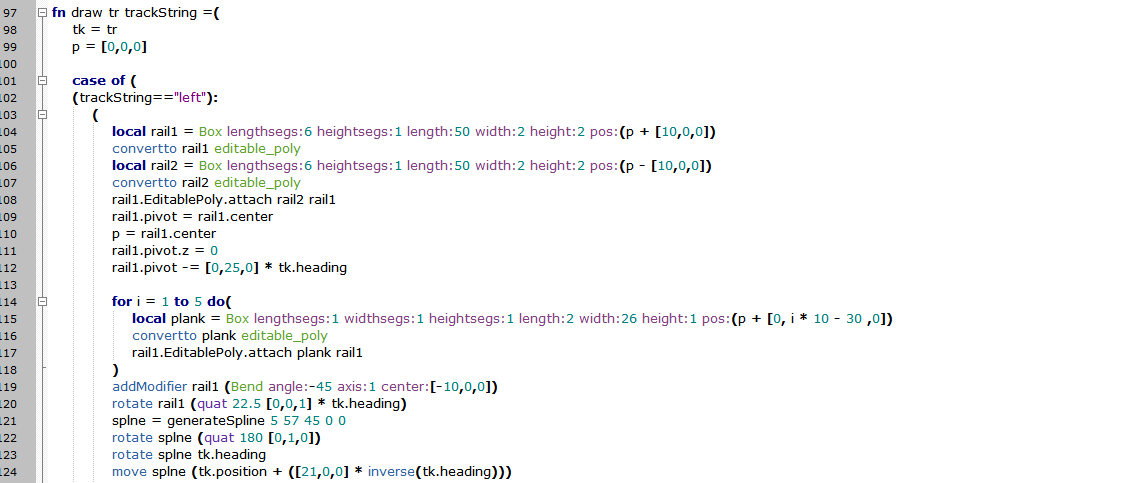 97 fn draw tr trackString =(
98 tk = tr
99 p = [0,0,0]
100
101 case of (
102 (trackString=="left"):
103 (
104 local rail1 = Box lengthsegs:6 heightsegs:1 length:50 width:2 height:2 pos:(p + [10,0,0])
105 convertto rail1 editable_poly
106 local rail2 = Box lengthsegs:6 heightsegs:1 length:50 width:2 height:2 pos:(p - [10,0,0])
107 convertto rail2 editable_poly
108 rail1.EditablePoly.attach rail2 rail1
109 rail1.pivot = rail1.center
110 p = rail1.center
111 rail1.pivot.z = 0
112 rail1.pivot -= [0,25,0] * tk.heading
113
114 for i = 1 to 5 do(
115 local plank = Box lengthsegs:1 widthsegs:1 heightsegs:1 length:2 width:26 height:1 pos:(p + [0, i * 10 - 30 ,0])
116 convertto plank editable_poly
117 rail1.EditablePoly.attach plank rail1
118 )
119 addModifier rail1 (Bend angle:-45 axis:1 center:[-10,0,0])
120 rotate rail1 (quat 22.5 [0,0,1] * tk.heading)
121 splne = generateSpline 5 57 45 0 0
122 rotate splne (quat 180 [0,1,0])
123 rotate splne tk.heading
124 move splne (tk.position + ([21,0,0] * inverse(tk.heading)))